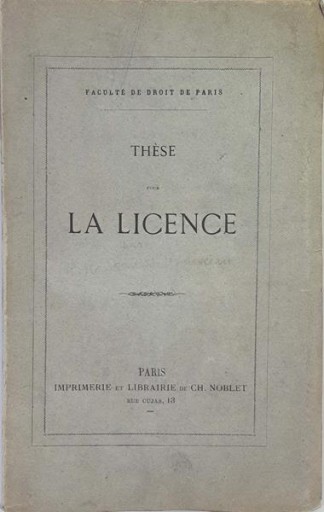 FACULTÉ DE DROIT DE PARIS
THÈSE
POUR
LA LICENCE
PARIS
IMPRIMERIE ET LIBRAIRIE DE CH. NOBLET
RUE CUJAS, 13